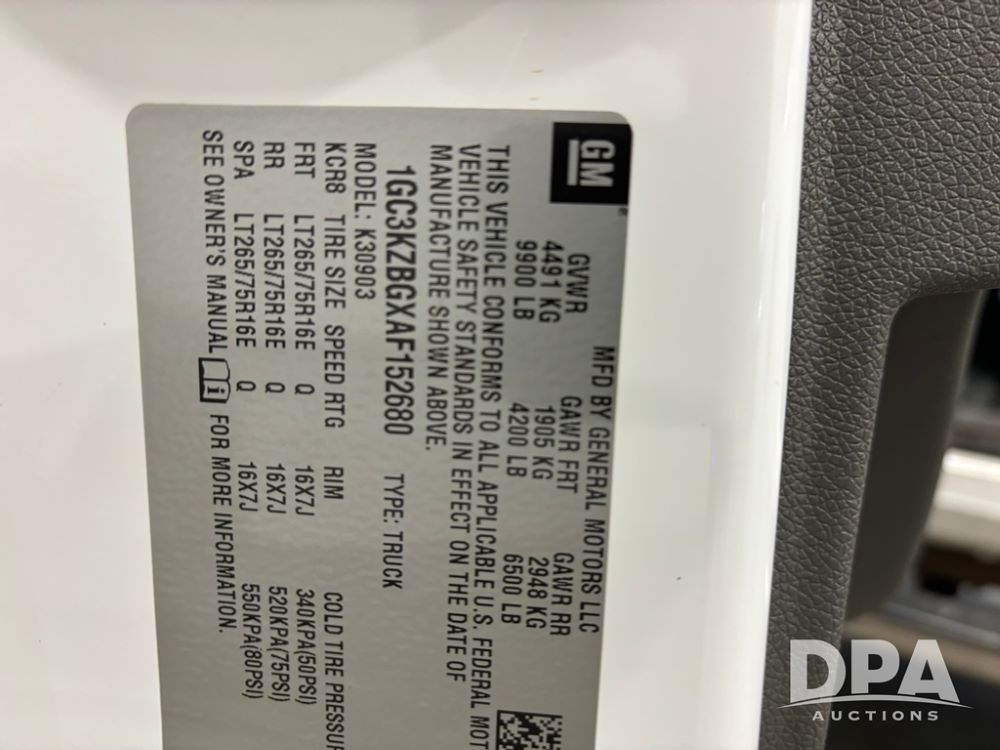 GM
MFD BY GENERAL MOTORS LLC
GVWR GAWR FRT GAWR RR
4491 KG 1905 KG 2948 KG
9900 LB 4200 LB 6500 LB
THIS VEHICLE CONFORMS TO ALL APPLICABLE U.S. FEDERAL MOT
VEHICLE SAFETY STANDARDS IN EFFECT ON THE DATE OF
MANUFACTURE SHOWN ABOVE.
1GC3KZBGXAF152680 TYPE: TRUCK
MODEL: K30903
KGR8 TIRE SIZE SPEED RTG RIM COLD TIRE PRESSUR
FRT LT265/75R16E Q 16X7J 340KPA(50PSI)
RR LT265/75R16E Q 16X7J 520KPA(75PSI)
SPA LT265/75R16E Q 16X7J 550KPA(80PSI)
SEE OWNER'S MANUAL i FOR MORE INFORMATION.
DPA
AUCTIONS